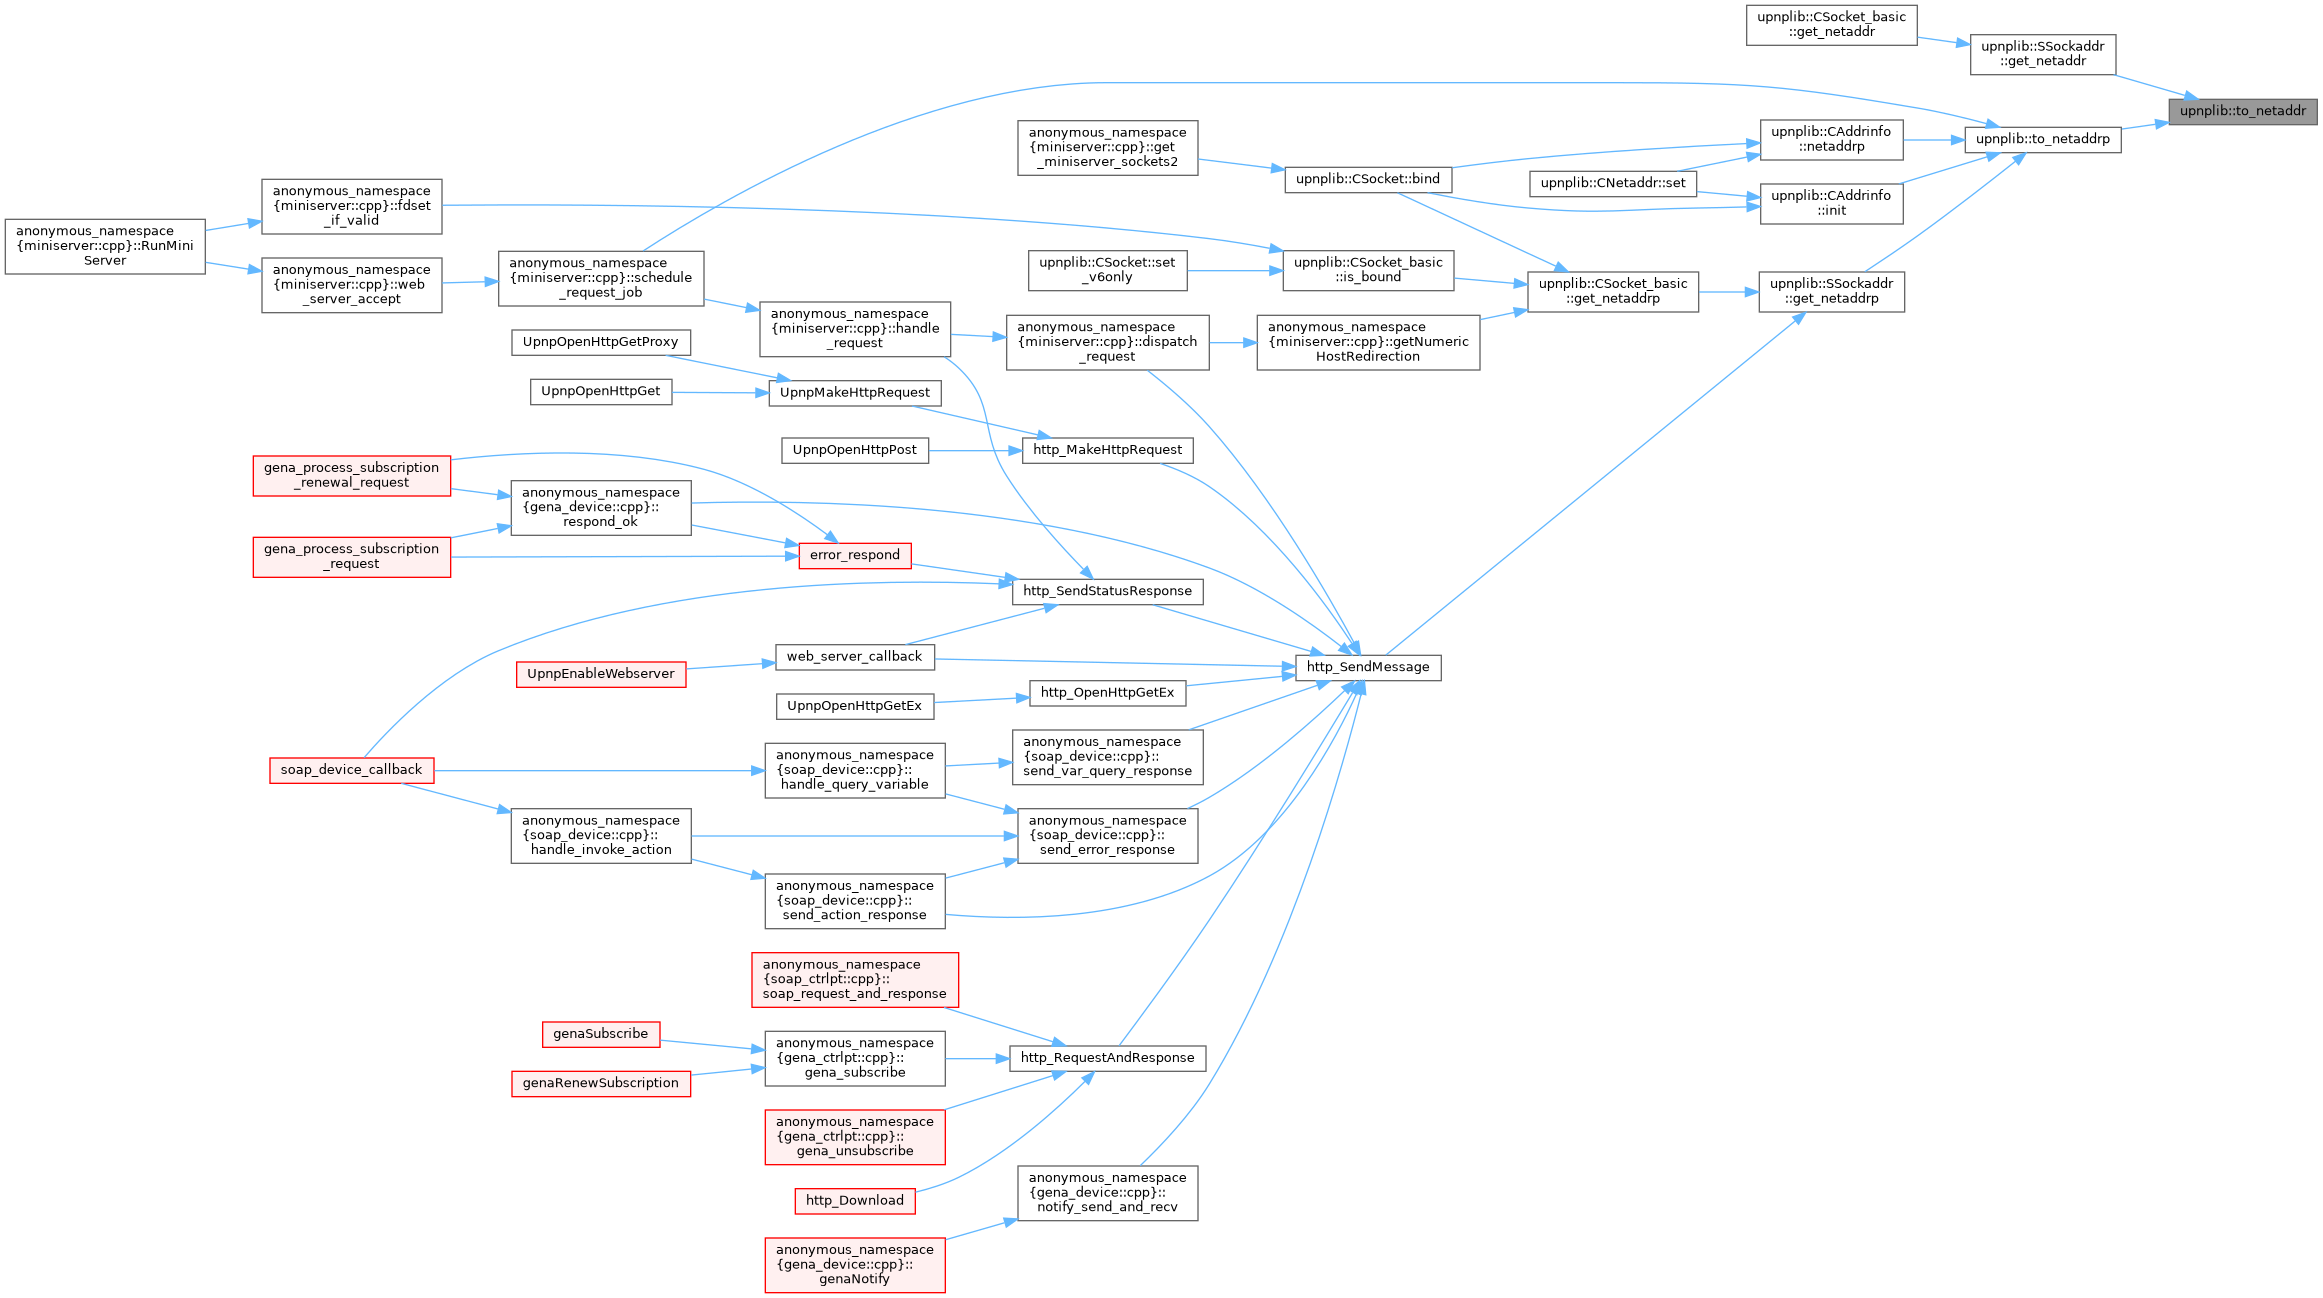 upnplib::CSocket_basic
::get_netaddr
upnplib::SSockaddr
::get_netaddr
upnplib::to_netaddr
upnplib::to_netaddrp
anonymous_namespace
{miniserver::cpp}::get
_miniserver_sockets2
upnplib::CAddrinfo
::netaddrp
upnplib::CSocket::bind
upnplib::CNetaddr::set
upnplib::CAddrinfo
::init
anonymous_namespace
{miniserver::cpp}::fdset
_if_valid
anonymous_namespace
{miniserver::cpp}::RunMini
Server
anonymous_namespace
{miniserver::cpp}::web
_server_accept
anonymous_namespace
{miniserver::cpp}::schedule
_request_job
upnplib::CSocket::set
_v6only
upnplib::CSocket_basic
::is_bound
upnplib::CSocket_basic
::get_netaddrp
upnplib::SSockaddr
::get_netaddrp
anonymous_namespace
{miniserver::cpp}::handle
_request
anonymous_namespace
{miniserver::cpp}::dispatch
_request
anonymous_namespace
{miniserver::cpp}::getNumeric
HostRedirection
UpnpOpenHttpGetProxy
UpnpOpenHttpGet
UpnpMakeHttpRequest
UpnpOpenHttpPost
http_MakeHttpRequest
gena_process_subscription
_renewal_request
anonymous_namespace
{gena_device::cpp}::
respond_ok
gena_process_subscription
_request
error_respond
http_SendStatusResponse
web_server_callback
UpnpEnableWebserver
http_SendMessage
http_OpenHttpGetEx
UpnpOpenHttpGetEx
anonymous_namespace
{soap_device::cpp}::
send_var_query_response
anonymous_namespace
{soap_device::cpp}::
handle_query_variable
soap_device_callback
anonymous_namespace
{soap_device::cpp}::
handle_invoke_action
anonymous_namespace
{soap_device::cpp}::
send_error_response
anonymous_namespace
{soap_device::cpp}::
send_action_response
anonymous_namespace
{soap_ctrlpt::cpp}::
soap_request_and_response
genaSubscribe
anonymous_namespace
{gena_ctrlpt::cpp}::
gena_subscribe
http_RequestAndResponse
genaRenewSubscription
anonymous_namespace
{gena_ctrlpt::cpp}::
gena_unsubscribe
http_Download
anonymous_namespace
{gena_device::cpp}::
notify_send_and_recv
anonymous_namespace
{gena_device::cpp}::
genaNotify